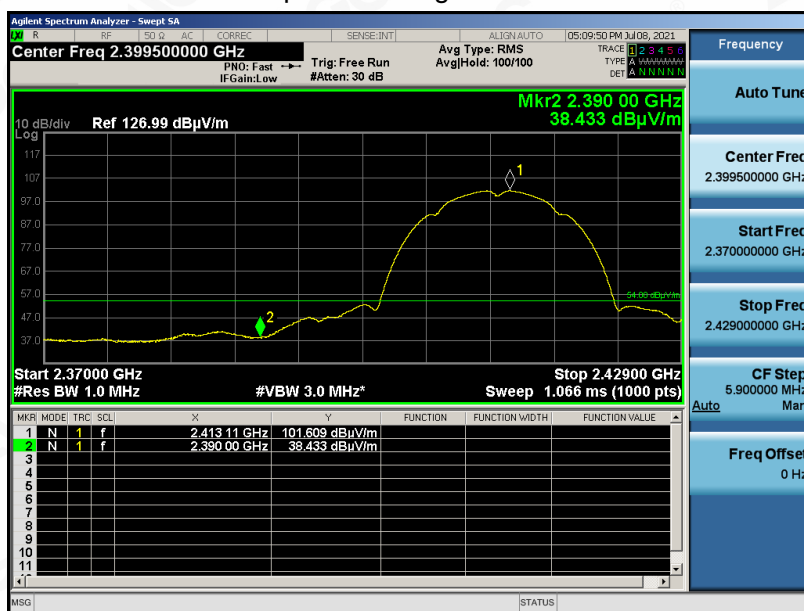 Agilent Spectrum Analyzer - Swept SA
LXI R RF 50 Ω AC CORREC SENSE:INT ALIGN AUTO 05:09:50 PM Jul 08, 2021
Center Freq 2.399500000 GHz
PNO: Fast
IFGain:Low
Trig: Free Run
#Atten: 30 dB
Avg Type: RMS
Avg|Hold: 100/100
TRACE 1 2 3 4 5 6
TYPE A WWWWW
DET A N N N N N
Mkr2 2.390 00 GHz
38.433 dBµV/m
10 dB/div Ref 126.99 dBµV/m
Log
117
107
97.0
87.0
77.0
67.0
57.0
47.0
37.0
1
2
54.00 dBµV/m
Start 2.37000 GHz Stop 2.42900 GHz
#Res BW 1.0 MHz #VBW 3.0 MHz* Sweep 1.066 ms (1000 pts)
MKR MODE TRC SCL X Y FUNCTION FUNCTION WIDTH FUNCTION VALUE
1 N 1 f 2.413 11 GHz 101.609 dBµV/m
2 N 1 f 2.390 00 GHz 38.433 dBµV/m
3
4
5
6
7
8
9
10
11
MSG STATUS
Frequency
Auto Tune
Center Freq
2.399500000 GHz
Start Freq
2.370000000 GHz
Stop Freq
2.429000000 GHz
CF Step
5.900000 MHz
Auto Man
Freq Offset
0 Hz